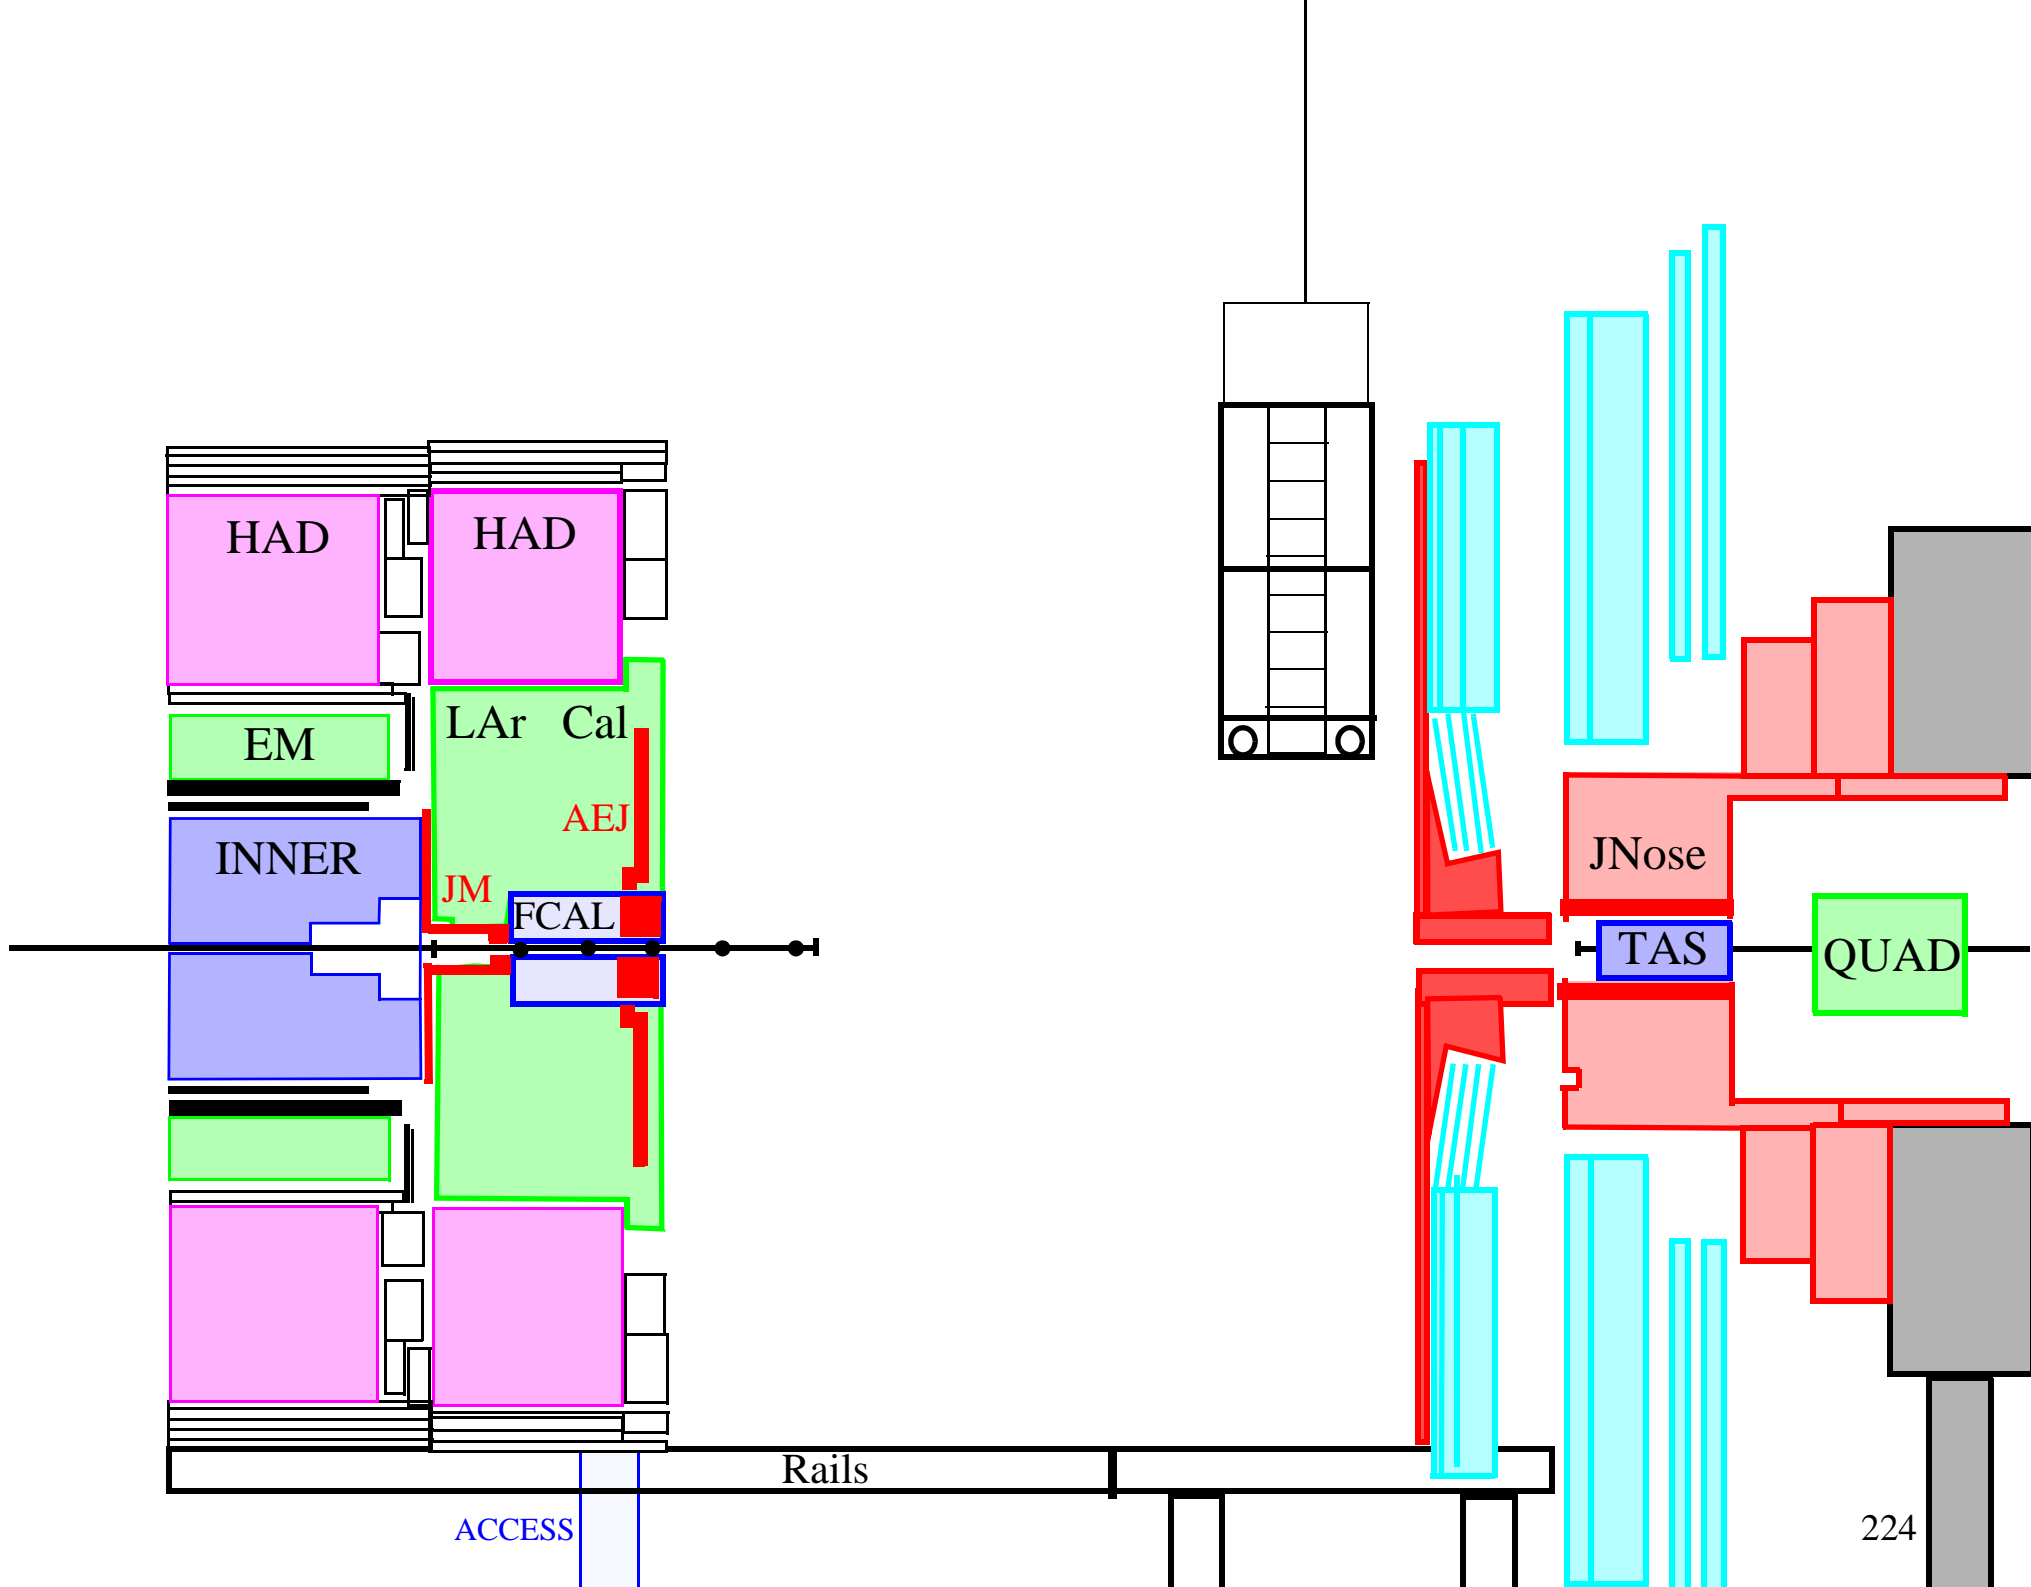 HAD
HAD
LAr Cal
EM
AEJ
INNER
JNose
JM
FCAL
TAS
QUAD
Rails
ACCESS
224